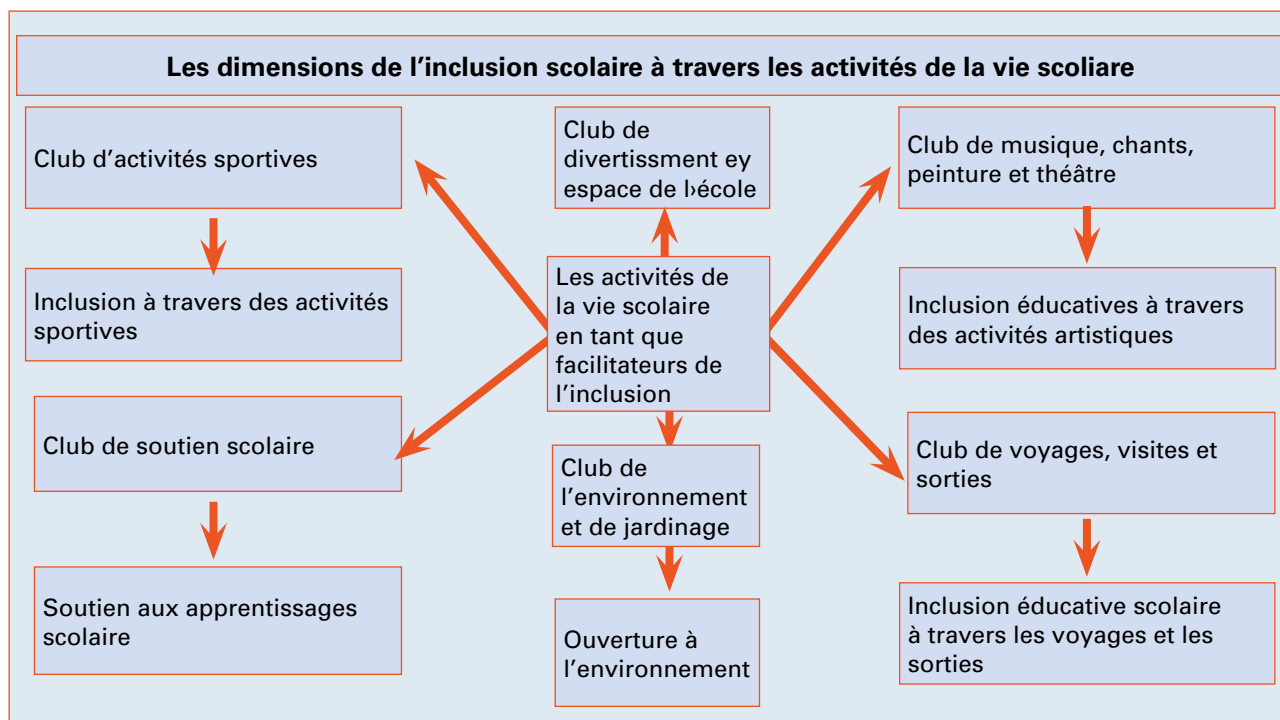 Les dimensions de l'inclusion scolaire à travers les activités de la vie scoliare
Club d'activités sportives
Club de
divertissment ey
espace de l›école
Club de musique, chants,
peinture et théâtre
Inclusion à travers des activités
sportives
Les activités de
la vie scolaire
en tant que
facilitateurs de
l'inclusion
Inclusion éducatives à travers
des activités artistiques
Club de soutien scolaire
Club de
l'environnement
et de jardinage
Club de voyages, visites et
sorties
Soutien aux apprentissages
scolaire
Ouverture à
l'environnement
Inclusion éducative scolaire
à travers les voyages et les
sorties